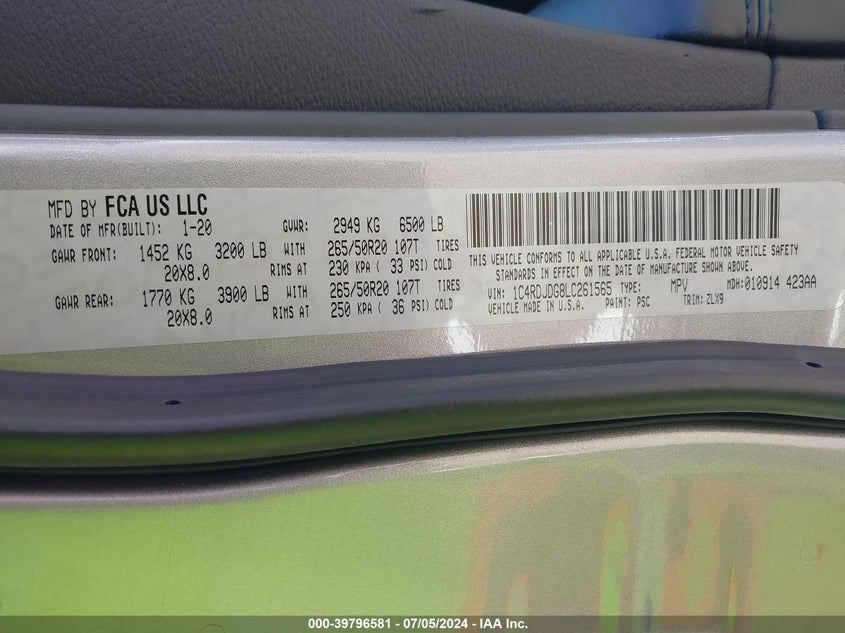 MFD BY FCA US LLC
DATE OF MFR(BUILT): 1-20 GVWR: 2949 KG 6500 LB
GAWR FRONT: 1452 KG 3200 LB WITH 265/50R20 107T TIRES
20X8.0 RIMS AT 230 KPA ( 33 PSI) COLD
GAWR REAR: 1770 KG 3900 LB WITH 265/50R20 107T TIRES
20X8.0 RIMS AT 250 KPA ( 36 PSI) COLD
THIS VEHICLE CONFORMS TO ALL APPLICABLE U.S.A. FEDERAL MOTOR VEHICLE SAFETY
STANDARDS IN EFFECT ON THE DATE OF MANUFACTURE SHOWN ABOVE.
VIN: 1C4RDJDG8LC261565 TYPE: MPV MDH: 010914 423AA
VEHICLE MADE IN U.S.A. PAINT: PSC TRIM: ZLX9
000-39796581 - 07/05/2024 - IAA Inc.